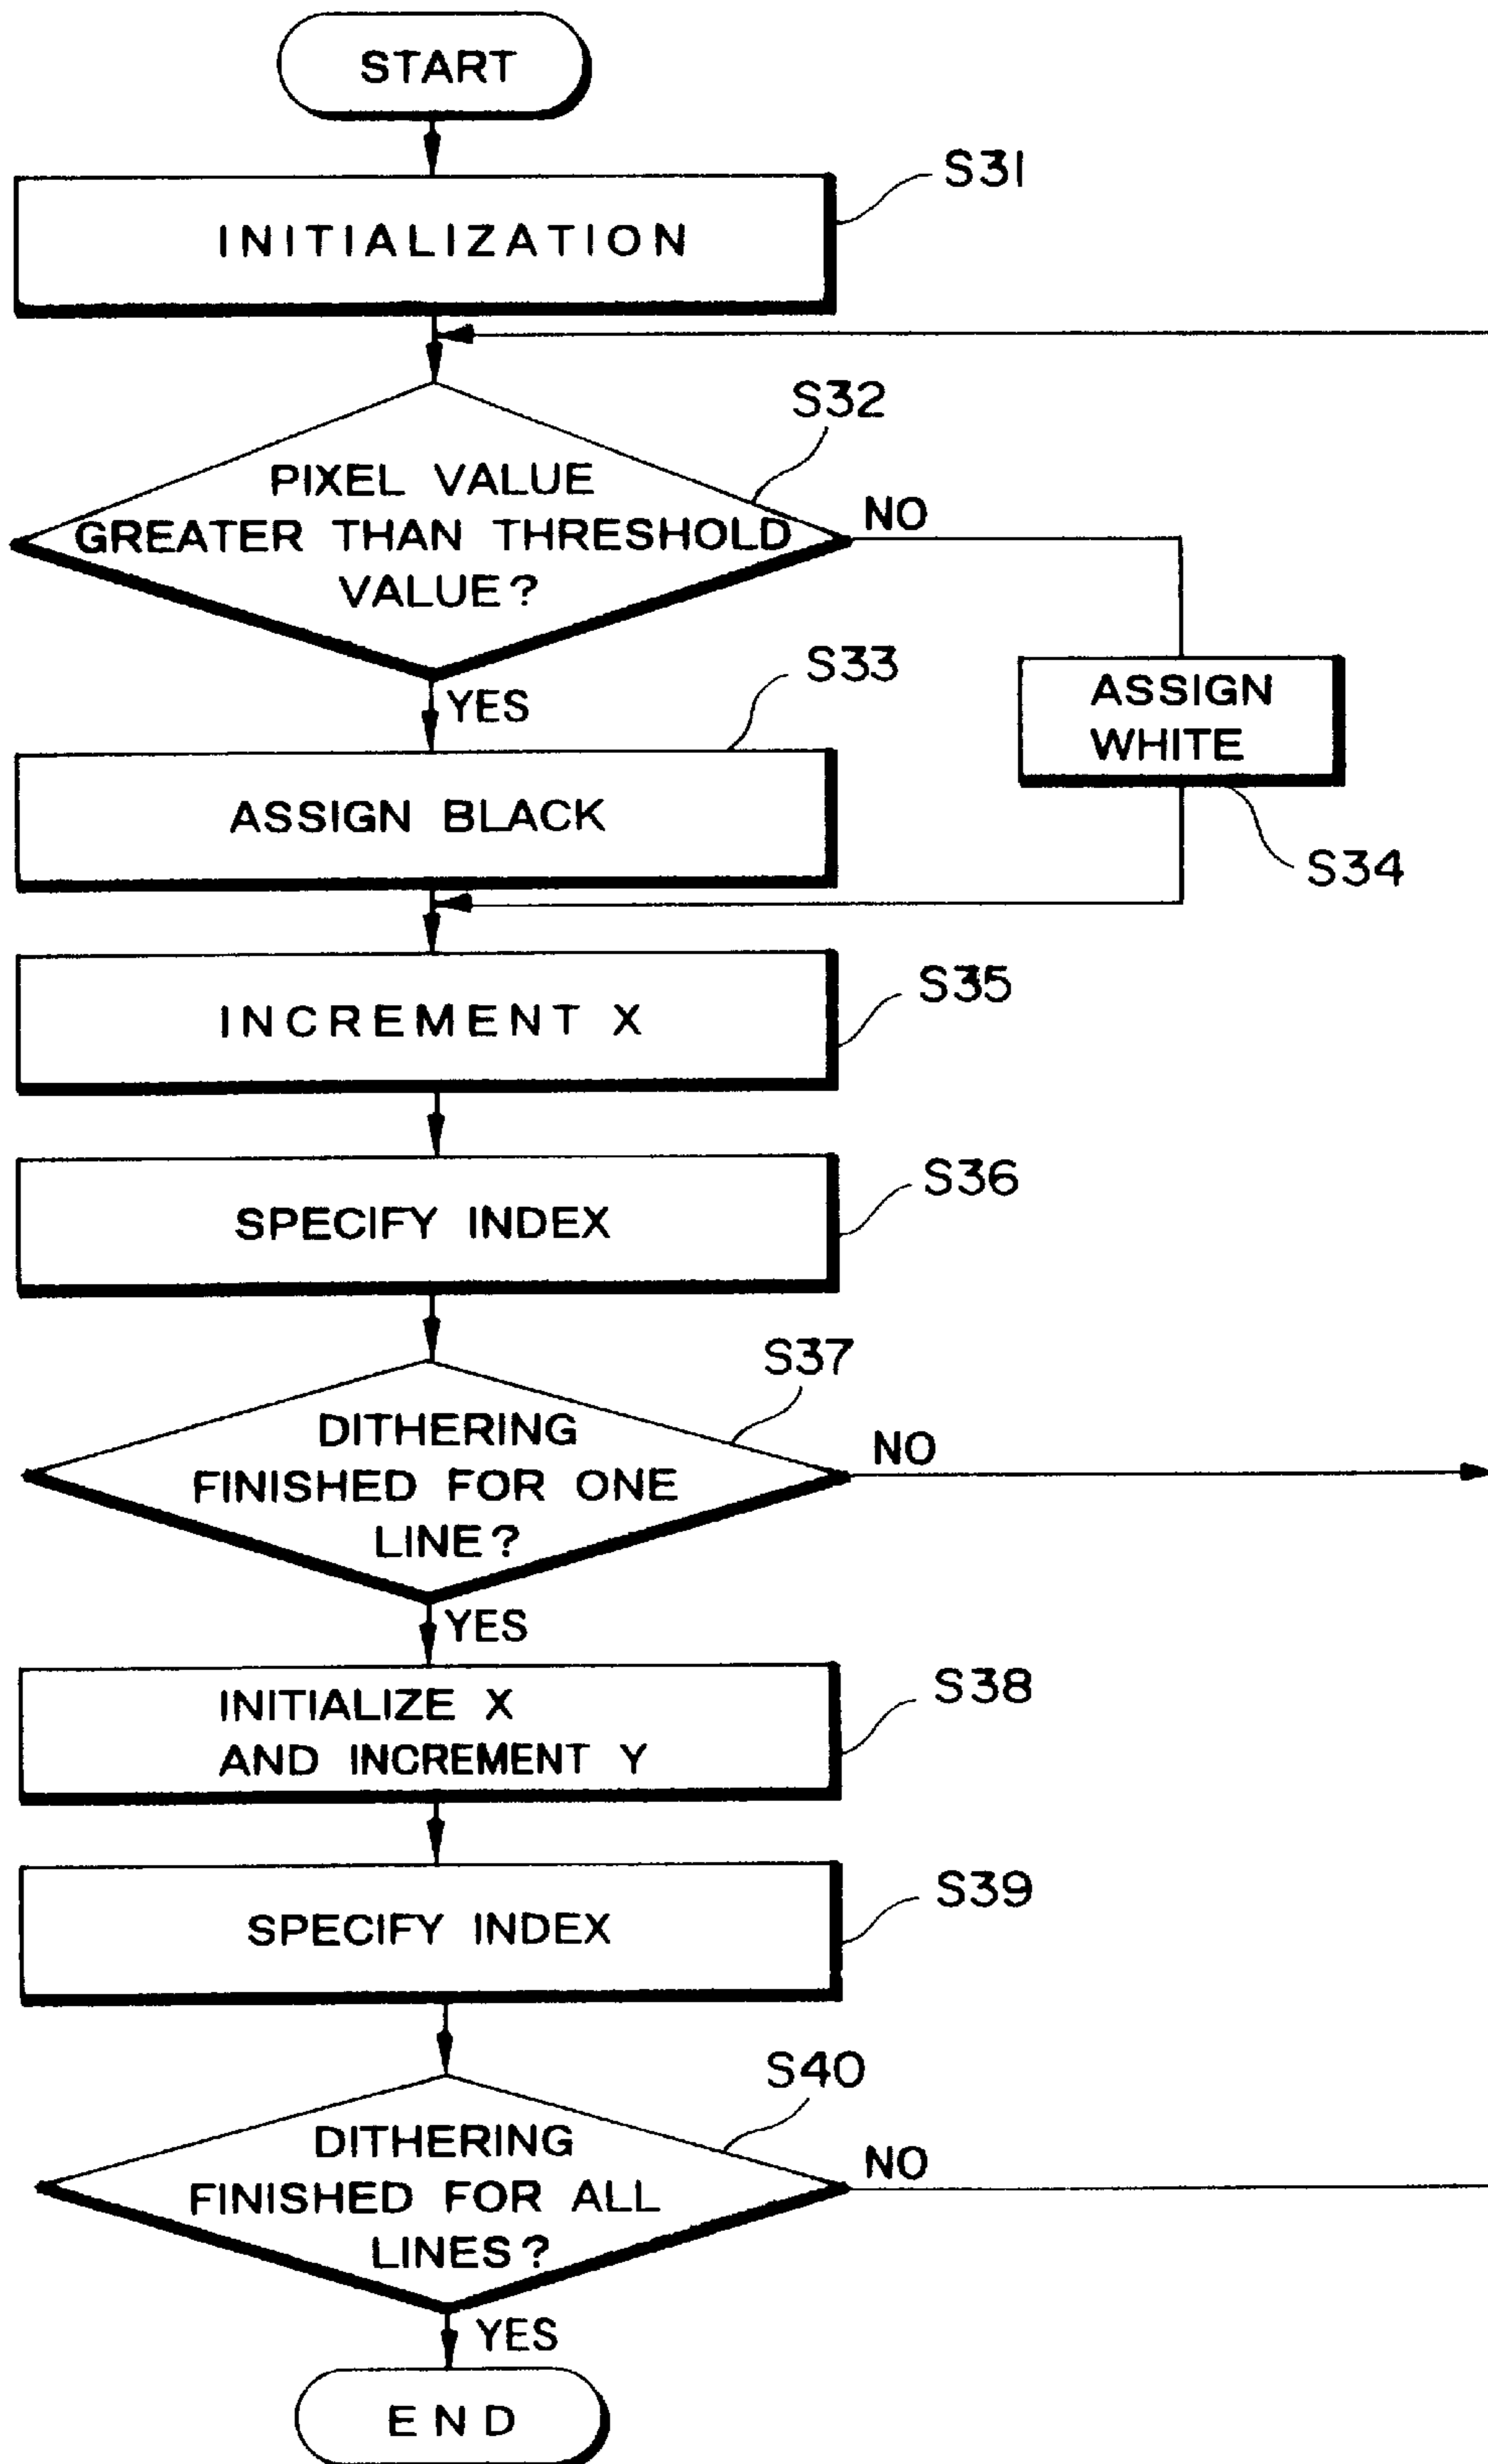 START
S31
INITIALIZATION
S32
PIXEL VALUE
GREATER THAN THRESHOLD
VALUE?
NO
YES
S33
ASSIGN
WHITE
ASSIGN BLACK
S34
S35
INCREMENT X
S36
SPECIFY INDEX
S37
DITHERING
FINISHED FOR ONE
LINE?
NO
YES
S38
INITIALIZE X
AND INCREMENT Y
S39
SPECIFY INDEX
S40
DITHERING
FINISHED FOR ALL
LINES?
NO
YES
END